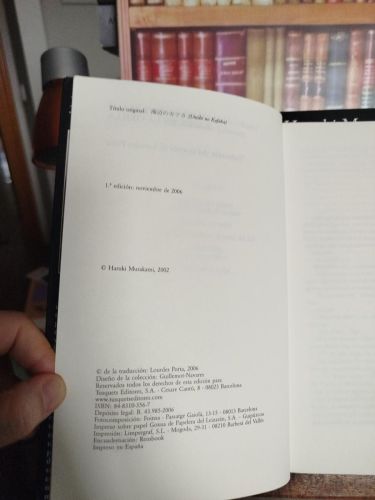 Título original: 海辺のカフカ (Umibe no Kafuka)
1.ª edición: noviembre de 2006
© Haruki Murakami, 2002
© de la traducción: Lourdes Porta, 2006
Diseño de la colección: Guillemot-Navares
Reservados todos los derechos de esta edición para
Tusquets Editores, S.A. - Cesare Cantù, 8 - 08023 Barcelona
www.tusquetseditores.com
ISBN: 84-8310-356-7
Depósito legal: B. 43.985-2006
Fotocomposición: Foinsa - Passatge Gaiolà, 13-15 - 08013 Barcelona
Impreso sobre papel Goxua de Papelera del Leizarán, S.A. - Guipúzcoa
Impresión: Limpergraf, S.L. - Mogoda, 29-31 - 08210 Barberà del Vallès
Encuadernación: Reinbook
Impreso en España